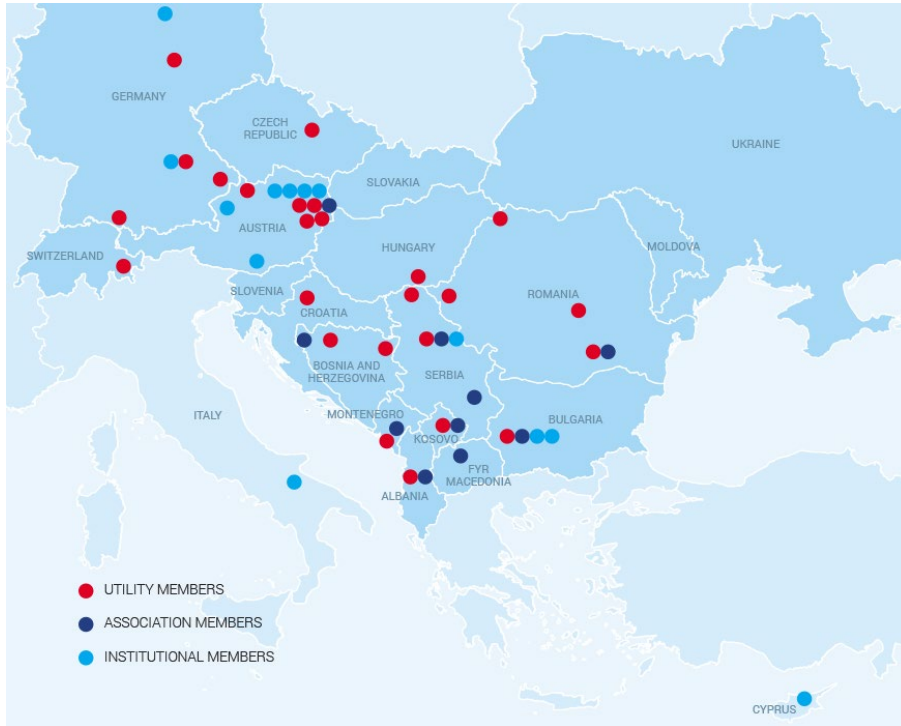 GERMANY
CZECH
REPUBLIC
UKRAINE
SLOVAKIA
AUSTRIA
HUNGARY
MOLDOVA
SWITZERLAND
SLOVENIA
ROMANIA
CROATIA
BOSNIA AND
HERZEGOVINA
SERBIA
ITALY
MONTENEGRO
BULGARIA
KOSOVO
FYR
MACEDONIA
ALBANIA
UTILITY MEMBERS
ASSOCIATION MEMBERS
INSTITUTIONAL MEMBERS
CYPRUS